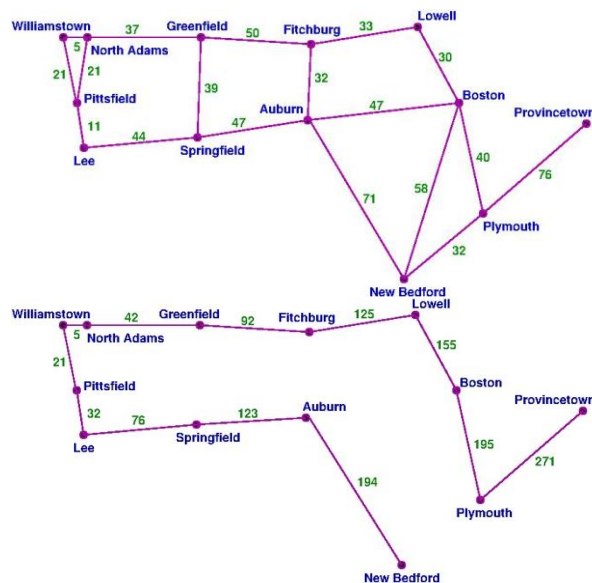 Williamstown 37 Greenfield 50 Fitchburg 33 Lowell
5 North Adams
21 21 39 32 30
Pittsfield Auburn 47 Boston Provincetown
11 44 47
Lee Springfield 40 76
71 58
32 Plymouth
New Bedford
Williamstown 42 Greenfield 92 Fitchburg 125 Lowell
5 North Adams
21 155
Pittsfield Boston Provincetown
32 76 123 Auburn
Lee Springfield
194 195 271
Plymouth
New Bedford